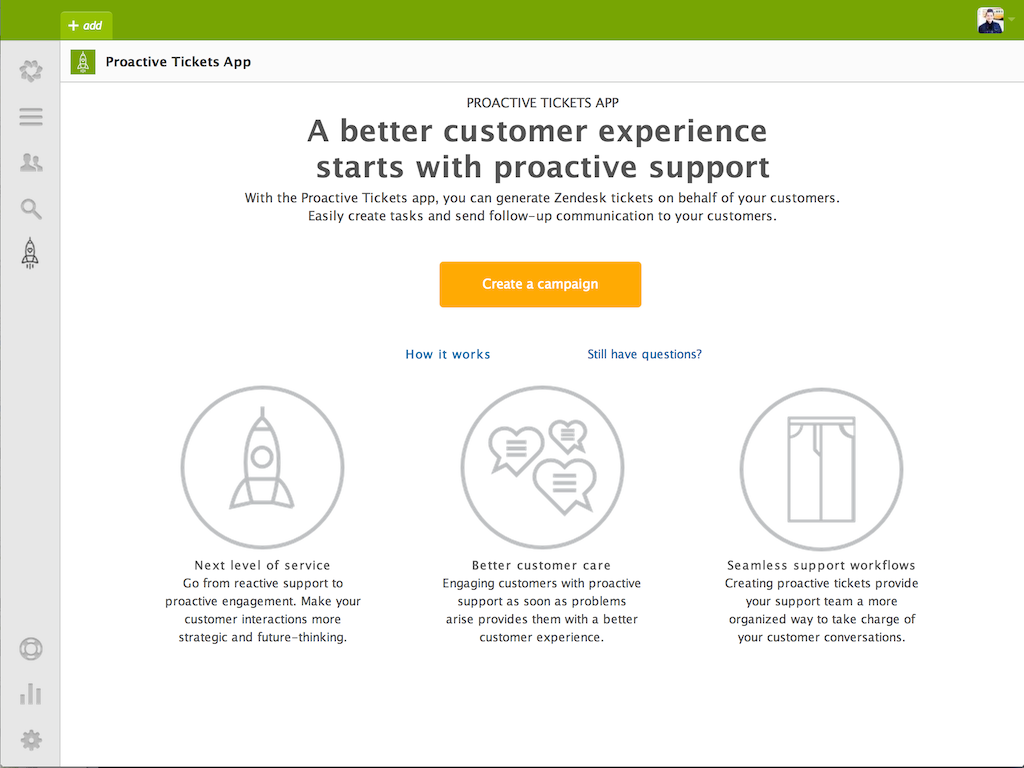 + add
Proactive Tickets App
PROACTIVE TICKETS APP
A better customer experience
starts with proactive support
With the Proactive Tickets app, you can generate Zendesk tickets on behalf of your customers.
Easily create tasks and send follow-up communication to your customers.
Create a campaign
How it works
Still have questions?
Next level of service
Go from reactive support to
proactive engagement. Make your
customer interactions more
strategic and future-thinking.
Better customer care
Engaging customers with proactive
support as soon as problems
arise provides them with a better
customer experience.
Seamless support workflows
Creating proactive tickets provide
your support team a more
organized way to take charge of
your customer conversations.